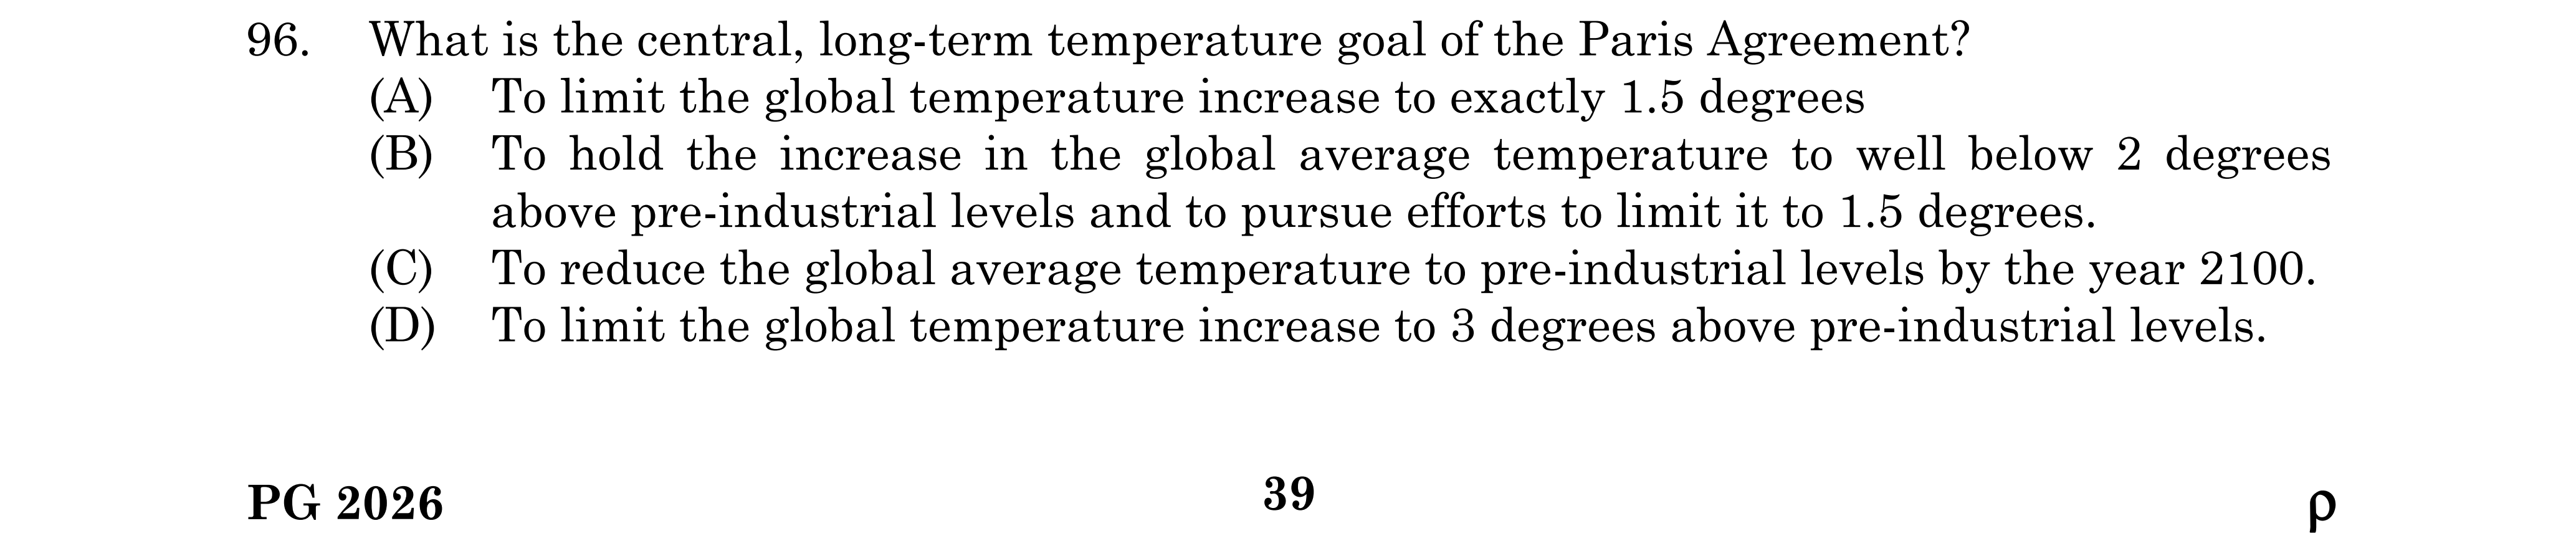 96. What is the central, long-term temperature goal of the Paris Agreement?
(A) To limit the global temperature increase to exactly 1.5 degrees
(B) To hold the increase in the global average temperature to well below 2 degrees
above pre-industrial levels and to pursue efforts to limit it to 1.5 degrees.
(C) To reduce the global average temperature to pre-industrial levels by the year 2100.
(D) To limit the global temperature increase to 3 degrees above pre-industrial levels.
PG 2026 39 ρ